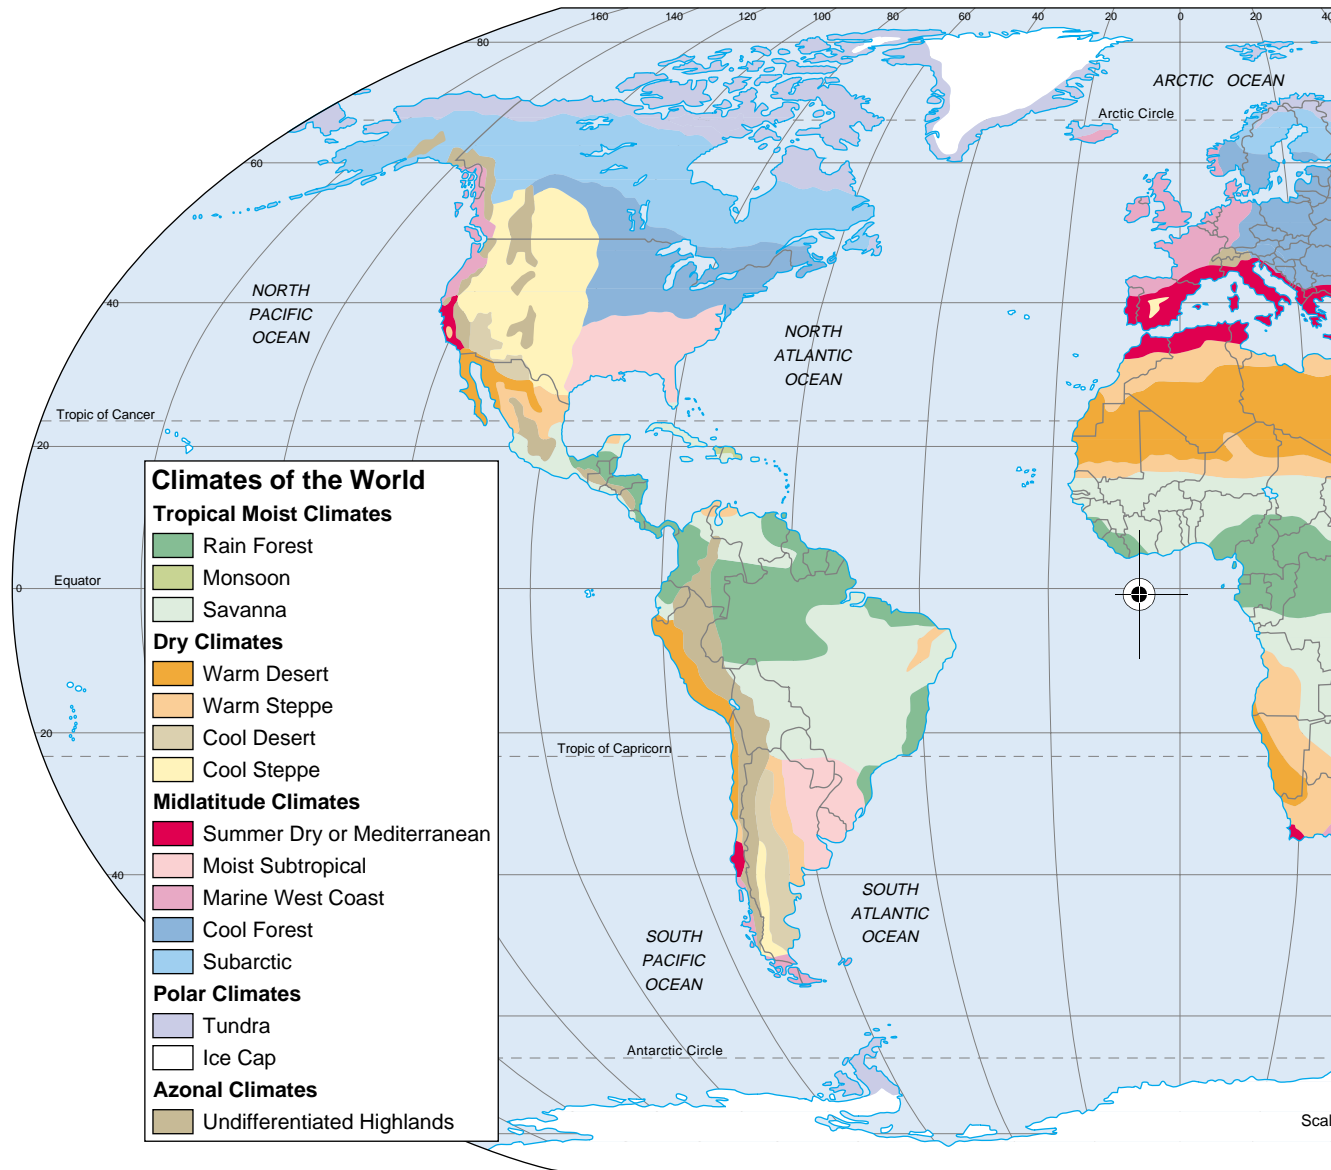 160
140
120
100
80
60
40
20
0
20
40
80
ARCTIC OCEAN
Arctic Circle
60
NORTH
PACIFIC
OCEAN
40
NORTH
ATLANTIC
OCEAN
Tropic of Cancer
20
Climates of the World
Tropical Moist Climates
Rain Forest
Monsoon
Savanna
Equator
0
Dry Climates
Warm Desert
Warm Steppe
Cool Desert
Cool Steppe
20
Tropic of Capricorn
Midlatitude Climates
Summer Dry or Mediterranean
Moist Subtropical
Marine West Coast
Cool Forest
Subarctic
40
SOUTH
ATLANTIC
OCEAN
SOUTH
PACIFIC
OCEAN
Polar Climates
Tundra
Ice Cap
Antarctic Circle
Azonal Climates
Undifferentiated Highlands
Scal